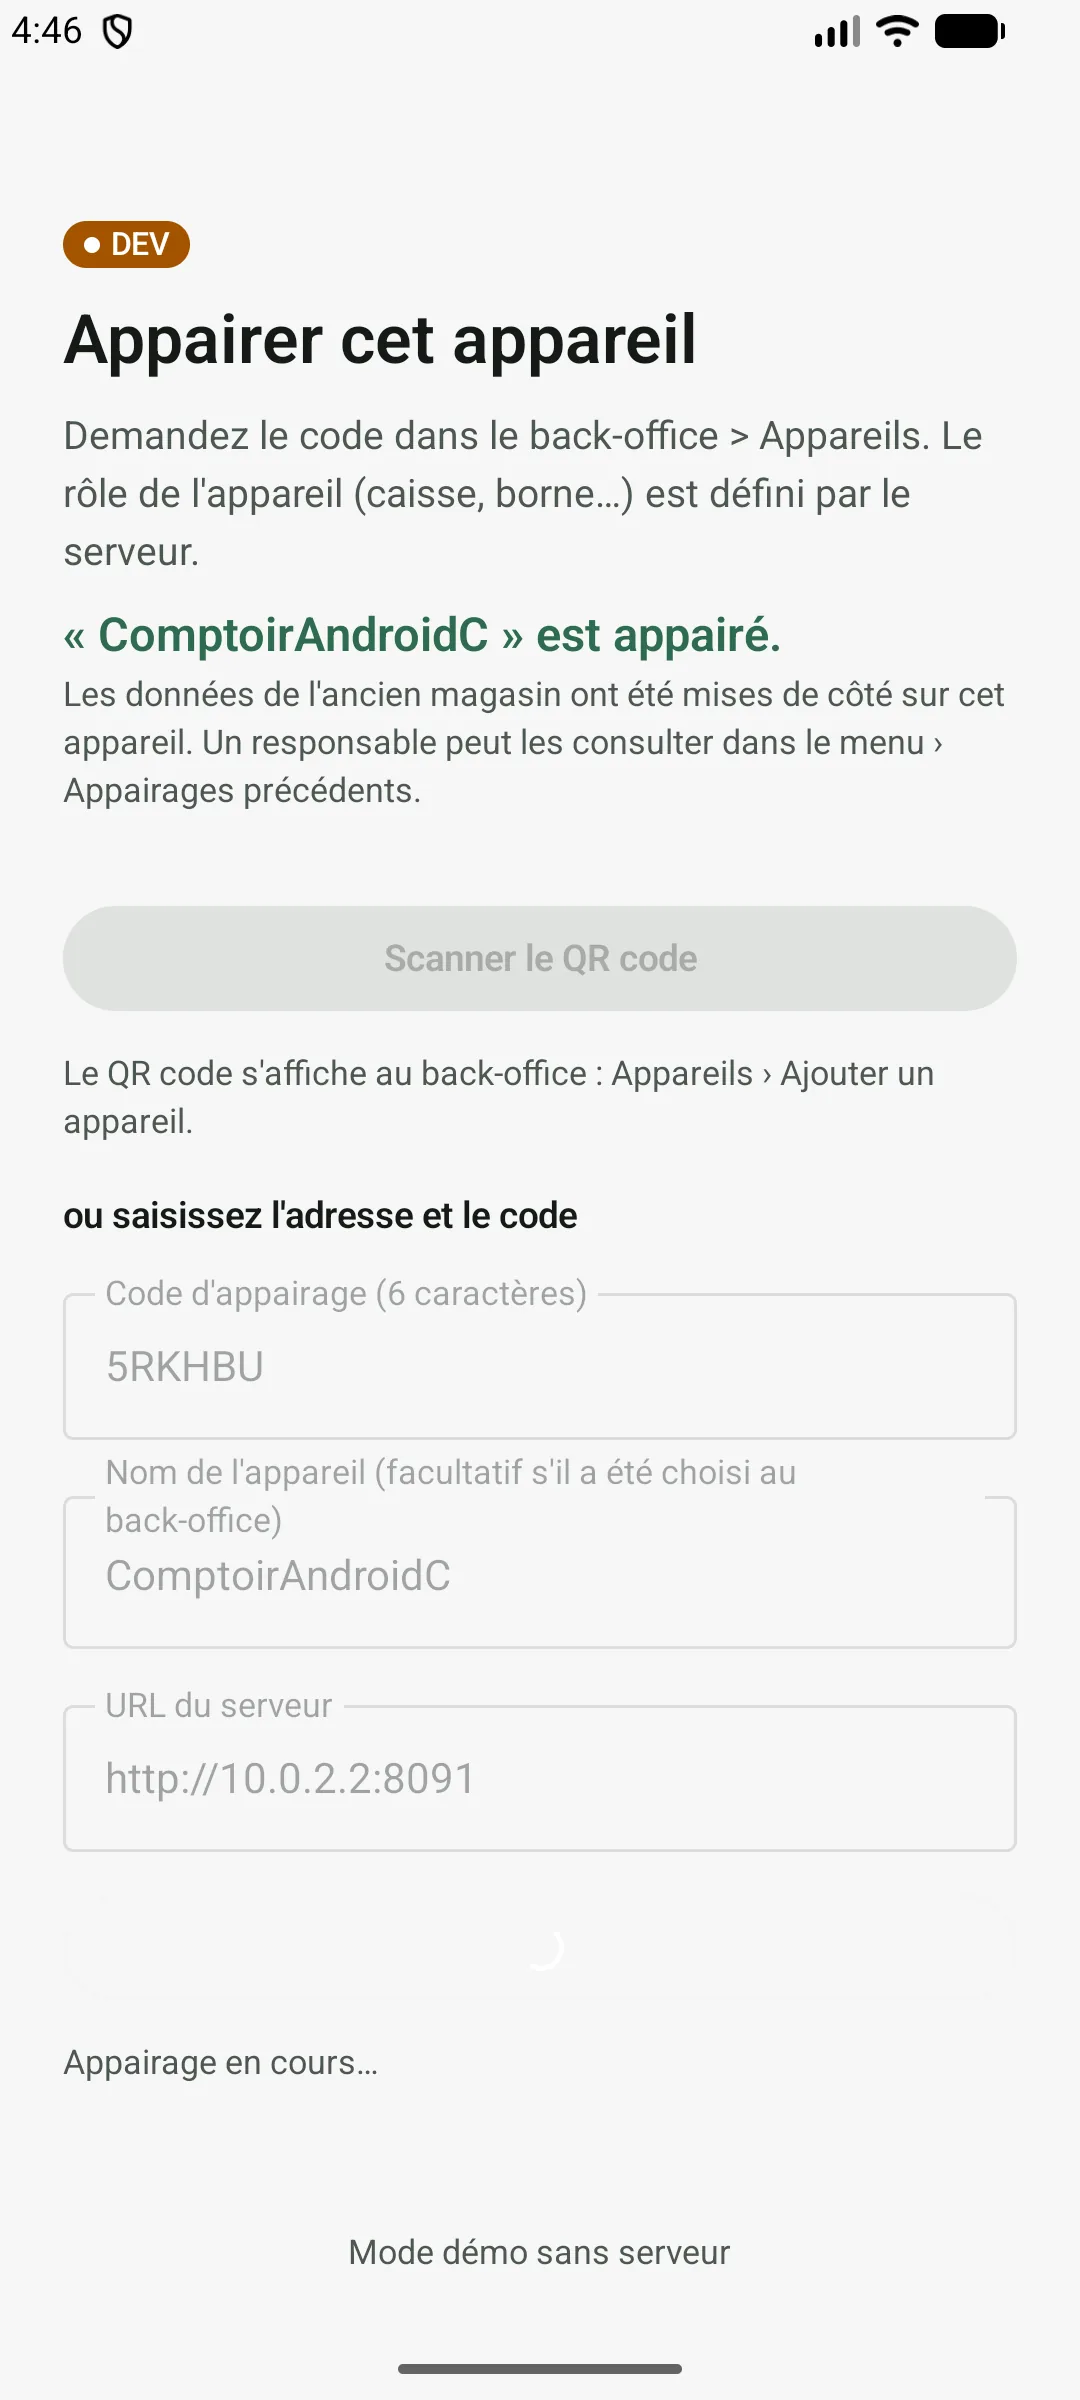 4:46
DEV
Appairer cet appareil
Demandez le code dans le back-office > Appareils. Le
rôle de l'appareil (caisse, borne…) est défini par le
serveur.
« ComptoirAndroidC » est appairé.
Les données de l'ancien magasin ont été mises de côté sur cet
appareil. Un responsable peut les consulter dans le menu ›
Appairages précédents.
Scanner le QR code
Le QR code s'affiche au back-office : Appareils › Ajouter un
appareil.
ou saisissez l'adresse et le code
Code d'appairage (6 caractères)
5RKHBU
Nom de l'appareil (facultatif s'il a été choisi au
back-office)
ComptoirAndroidC
URL du serveur
http://10.0.2.2:8091
Appairage en cours…
Mode démo sans serveur